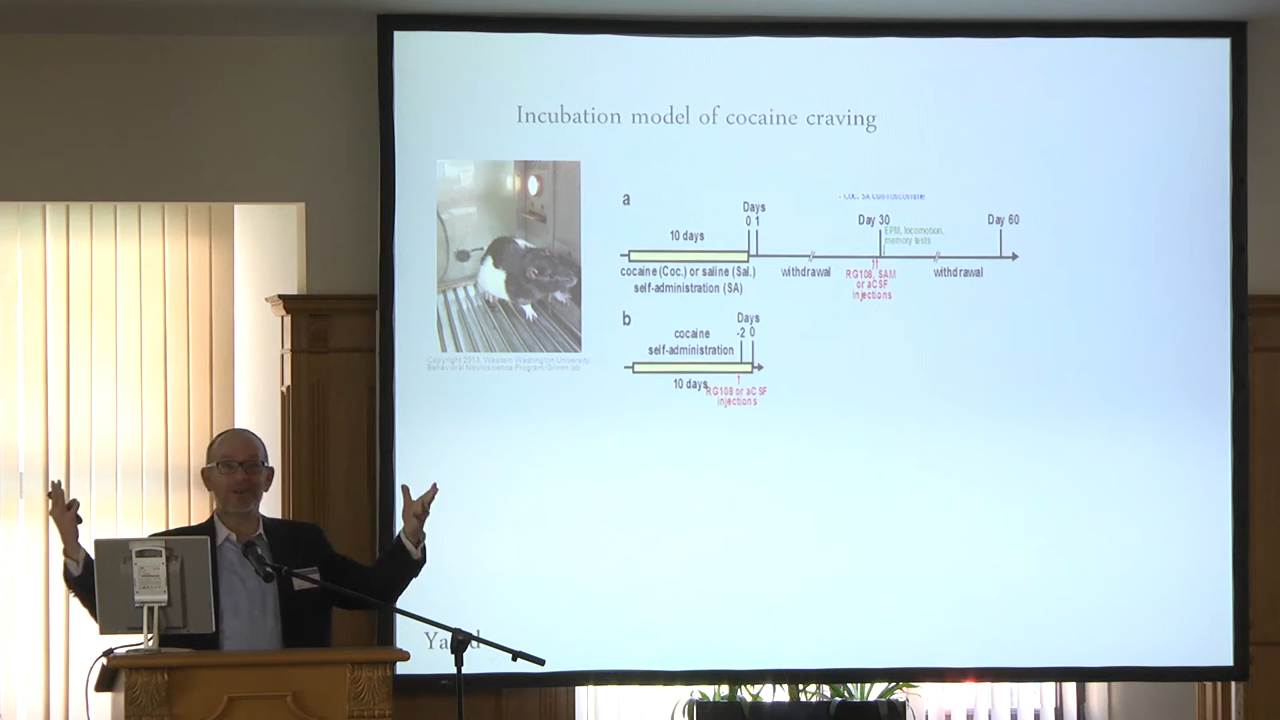 Incubation model of cocaine craving
a
Days
0 1
10 days
Day 30
EPM, locomotion,
memory tests
Day 60
cocaine (Coc.) or saline (Sal.)
self-administration (SA)
withdrawal
RG108, SAM
or aCSF
injections
withdrawal
b
Days
-2 0
cocaine
self-administration
10 days
RG108 or aCSF
injections
Copyright 2013, Western Washington University,
Behavioral Neuroscience Program/Grimm lab